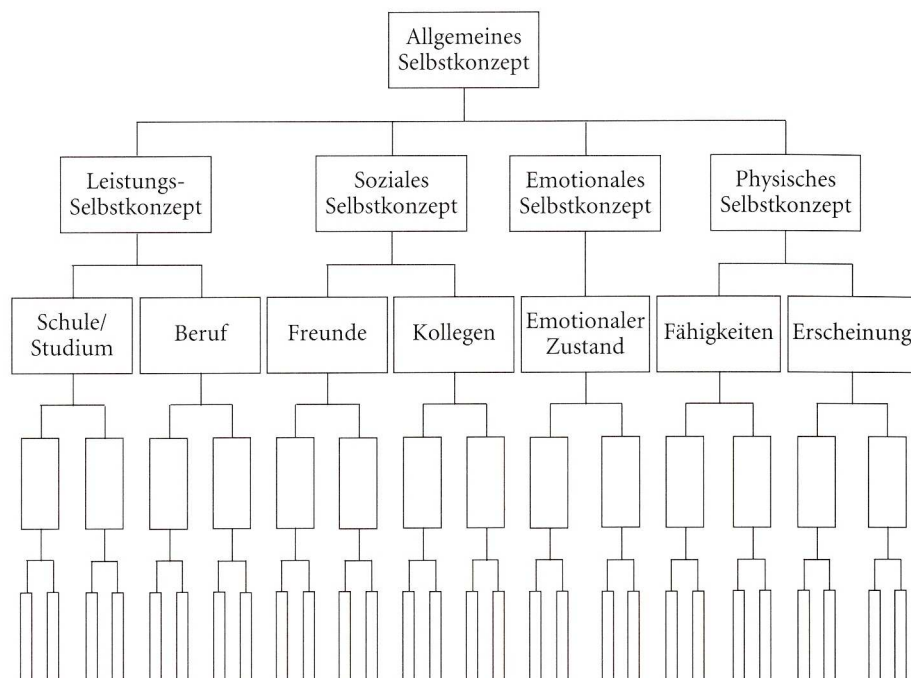 Allgemeines
Selbstkonzept
Leistungs-
Selbstkonzept
Soziales
Selbstkonzept
Emotionales
Selbstkonzept
Physisches
Selbstkonzept
Schule/
Studium
Beruf
Freunde
Kollegen
Emotionaler
Zustand
Fähigkeiten
Erscheinung